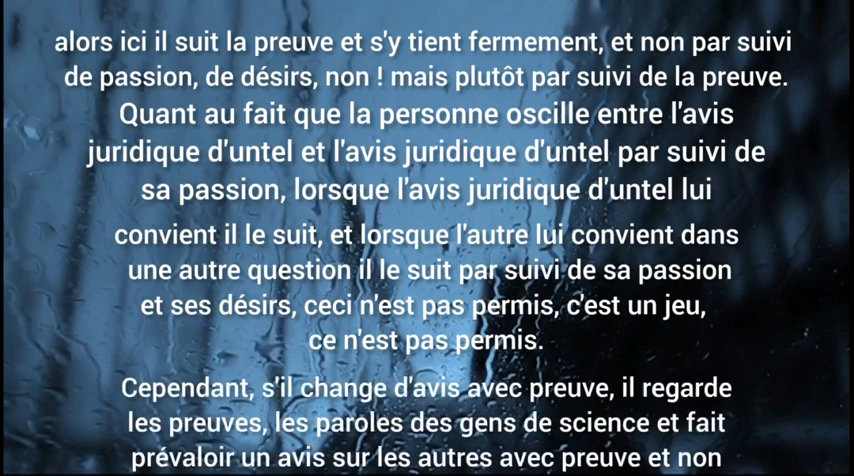 alors ici il suit la preuve et s'y tient fermement, et non par suivi
de passion, de désirs, non ! mais plutôt par suivi de la preuve.
Quant au fait que la personne oscille entre l'avis
juridique d'untel et l'avis juridique d'untel par suivi de
sa passion, lorsque l'avis juridique d'untel lui
convient il le suit, et lorsque l'autre lui convient dans
une autre question il le suit par suivi de sa passion
et ses désirs, ceci n'est pas permis, c'est un jeu,
ce n'est pas permis.
Cependant, s'il change d'avis avec preuve, il regarde
les preuves, les paroles des gens de science et fait
prévaloir un avis sur les autres avec preuve et non